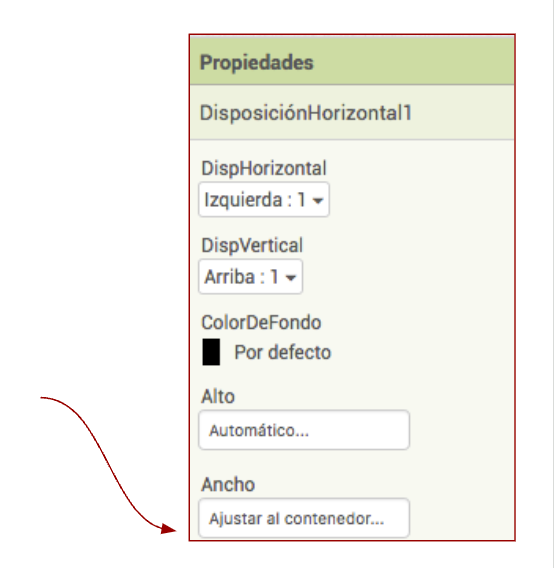 Propiedades
DisposiciónHorizontal1
DispHorizontal
Izquierda : 1
DispVertical
Arriba : 1
ColorDeFondo
Por defecto
Alto
Automático...
Ancho
Ajustar al contenedor...